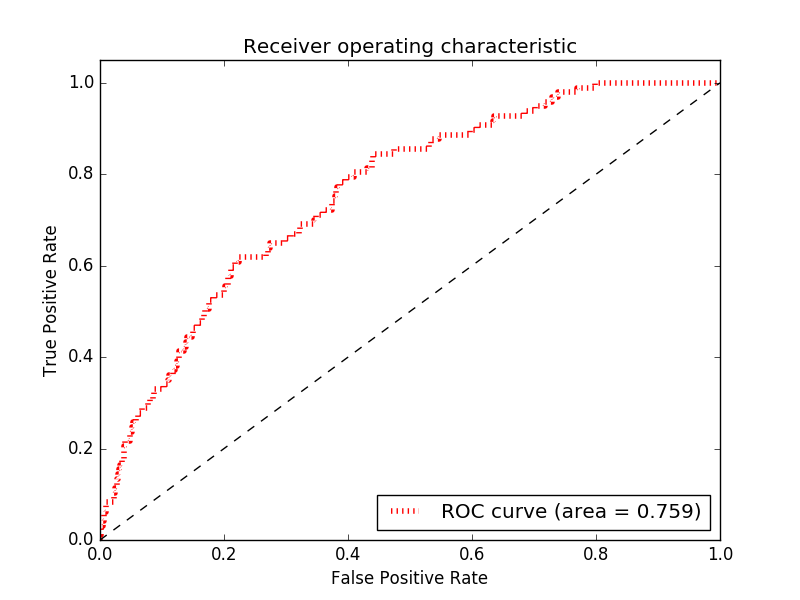 Receiver operating characteristic
1.0
0.8
0.6
0.4
0.2
0.0
True Positive Rate
ROC curve (area = 0.759)
0.0 0.2 0.4 0.6 0.8 1.0
False Positive Rate